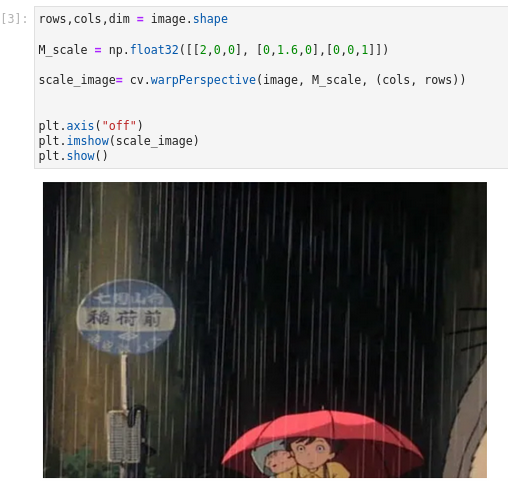 [3]:
rows,cols,dim = image.shape
M_scale = np.float32([[2,0,0], [0,1.6,0],[0,0,1]])
scale_image= cv.warpPerspective(image, M_scale, (cols, rows))
plt.axis("off")
plt.imshow(scale_image)
plt.show()
稲荷前